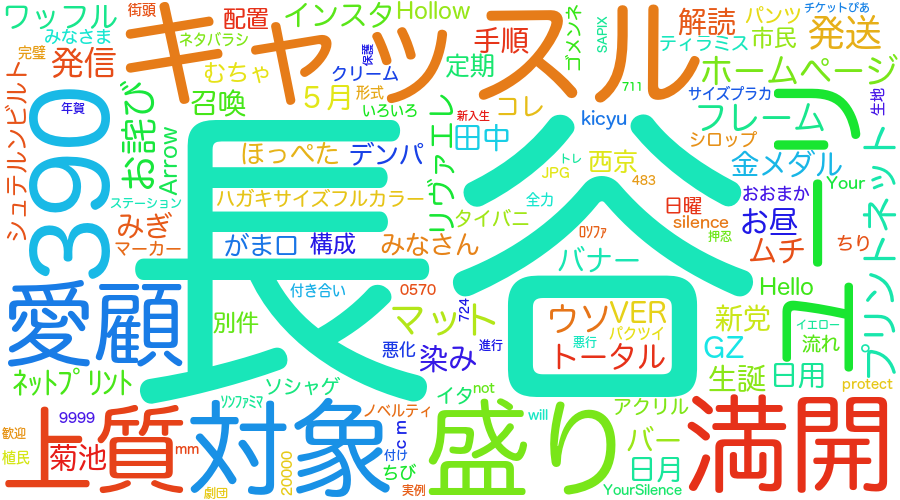 ワッフル
みなさま
完璧
発信
街頭
ネタバラシ
配置
インスタ
Hollow
手順
ゴメンネ
SAPIX
解読
パンツ
チケットぴあ
発送
市民
ティラミス
キャッスル
むちゃ
保護
クリーム
定期
ホームページ
390
年賀
お詫び
召喚
５月
形式
いろいろ
コレ
711
サイズプラカ
生地
kicyu
フレーム
新入生
田中
シロップ
シュテルンビルト
Arrow
ほっぺた
デンパ
リヴァエレ
JPG
トレ
西京
483
金メダル
Your
ステーション
ハガキサイズフルカラー
全力
日曜
おおまか
みぎ
マーカー
がま口
構成
みなさん
タイバニ
ロソファ
silence
押忍
お昼
ムチ
ちり
プリントネット
長谷
バナー
付き合い
0570
724
Hello
愛顧
別件
マット
ウソ
VER
新党
イエロー
流れ
悪化
染み
進行
トータル
パクツイ
悪行
GZ
ネットプリント
ソシャゲ
イタ
not
生誕
日用
protect
ソンファミマ
ノベルティ
アクリル
will
9999
歓迎
植民
上質
菊池
mm
対象
劇団
20000
ｃｍ
付け
ちび
実例
盛り
バー
日月
YourSilence
満開